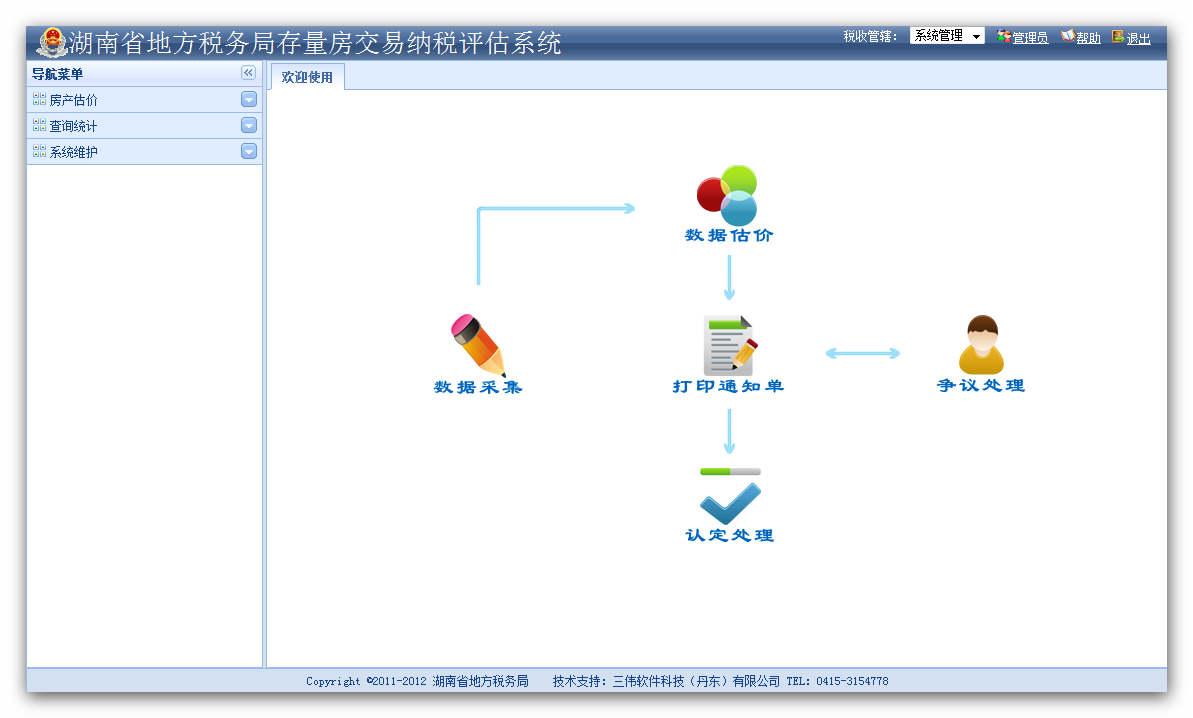 湖南省地方税务局存量房交易纳税评估系统
税收管辖： 系统管理 管理员 帮助 退出
导航菜单
房产估价
查询统计
系统维护
欢迎使用
数据估价
数据采集
打印通知单
争议处理
认定处理
Copyright ©2011-2012 湖南省地方税务局 技术支持：三伟软件科技（丹东）有限公司 TEL: 0415-3154778